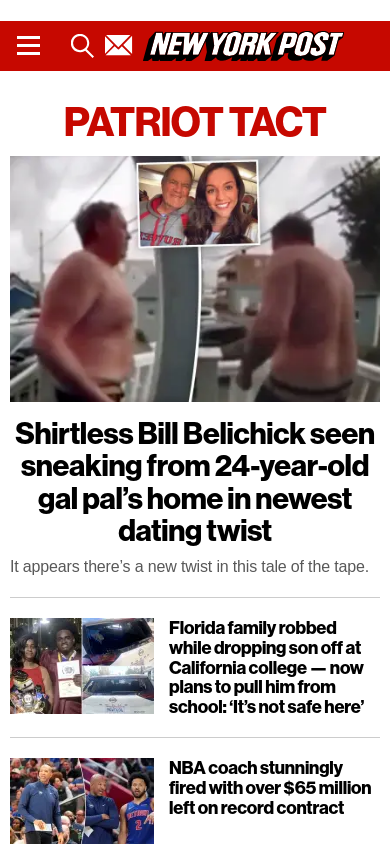 NEW YORK POST
PATRIOT TACT
Shirtless Bill Belichick seen
sneaking from 24-year-old
gal pal’s home in newest
dating twist
It appears there’s a new twist in this tale of the tape.
Florida family robbed
while dropping son off at
California college — now
plans to pull him from
school: ‘It’s not safe here’
NBA coach stunningly
fired with over $65 million
left on record contract